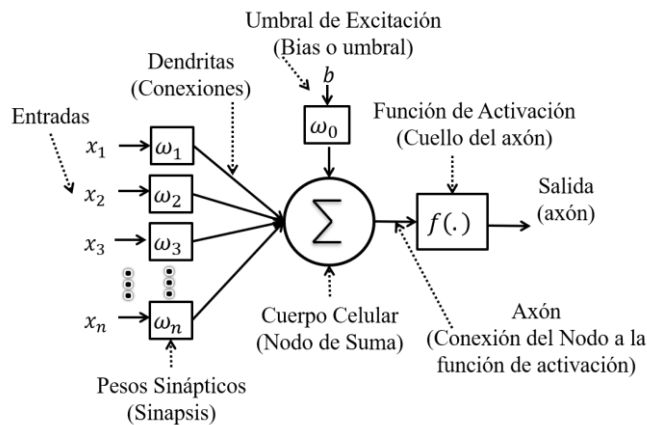 Umbral de Excitación
(Bias o umbral)
b
ω0
Dendritas
(Conexiones)
Entradas
x1
ω1
x2
ω2
x3
ω3
xn
ωn
Σ
Función de Activación
(Cuello del axón)
f(.)
Salida
(axón)
Cuerpo Celular
(Nodo de Suma)
Axón
(Conexión del Nodo a la
función de activación)
Pesos Sinápticos
(Sinapsis)